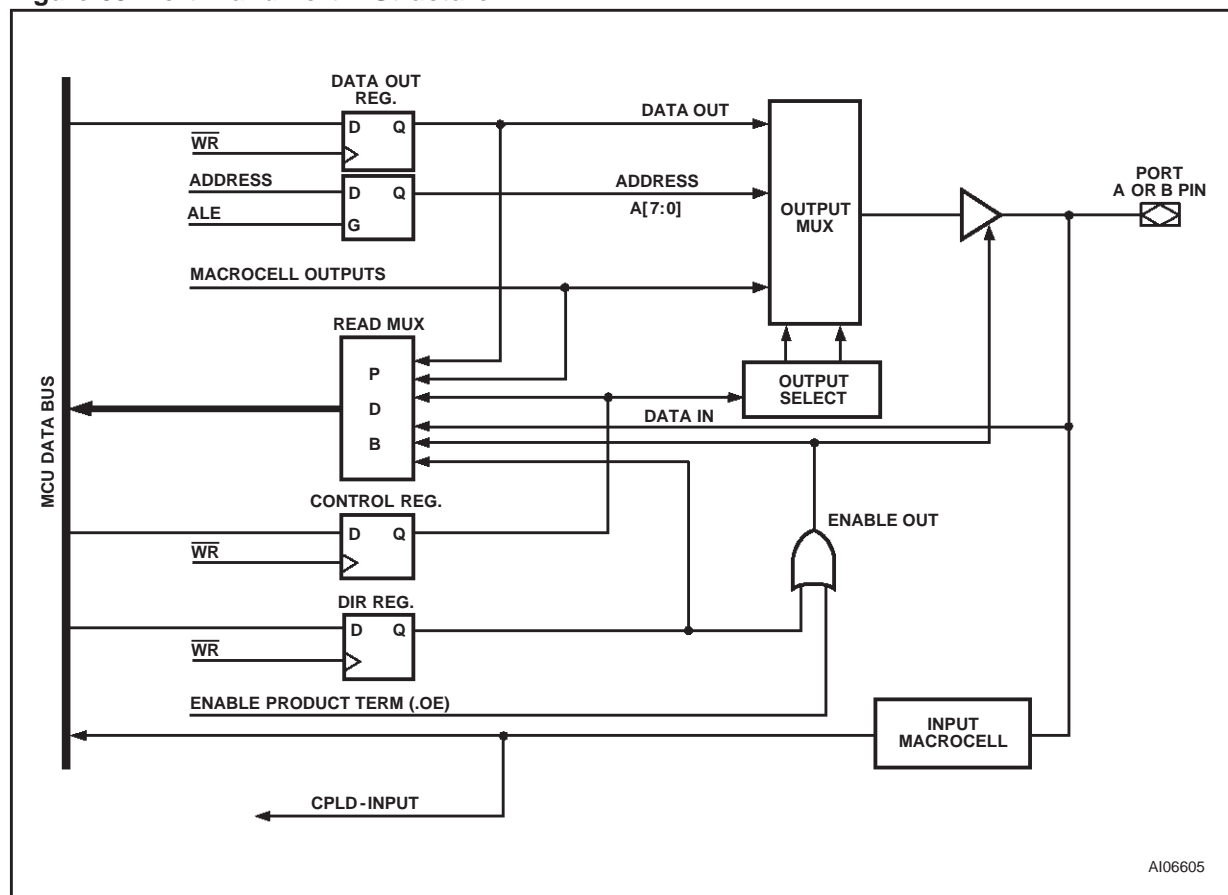 DATA OUT
REG.
D Q
WR
DATA OUT
ADDRESS
D Q
ALE
G
ADDRESS
A[7:0]
OUTPUT
MUX
PORT
A OR B PIN
MACROCELL OUTPUTS
READ MUX
P
D
B
OUTPUT
SELECT
DATA IN
MCU DATA BUS
CONTROL REG.
D Q
WR
ENABLE OUT
DIR REG.
D Q
WR
ENABLE PRODUCT TERM (.OE)
INPUT
MACROCELL
CPLD-INPUT
AI06605